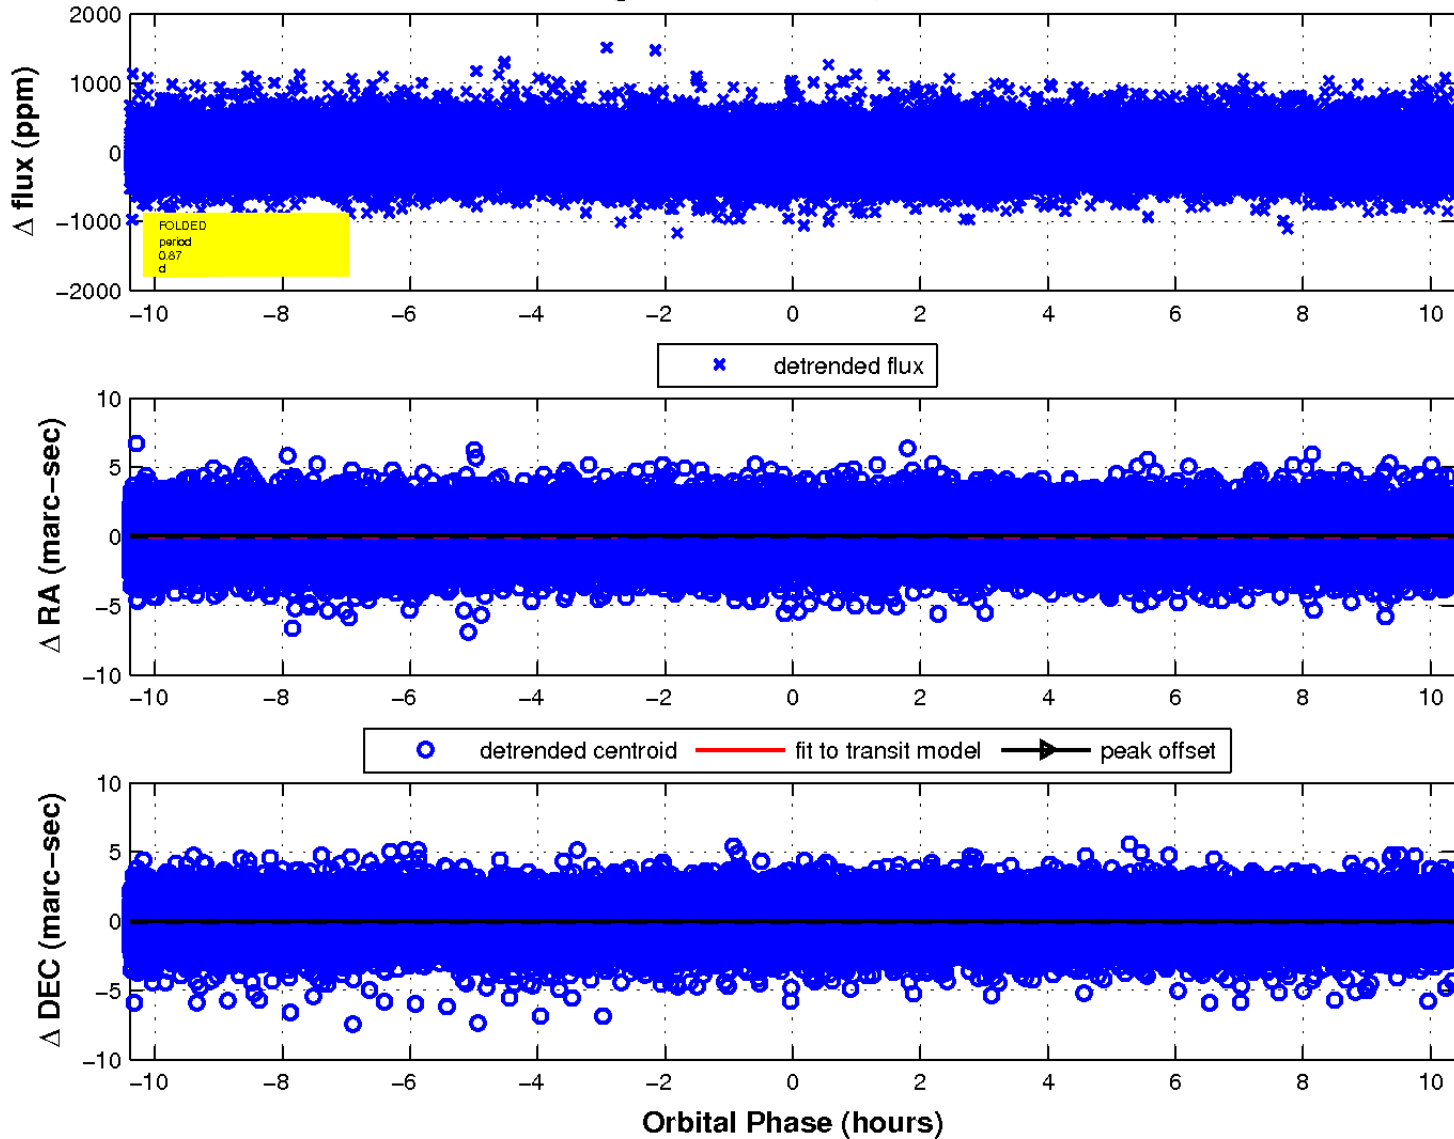 2000
1000
0
−1000
−2000
Δ flux (ppm)
FOLDED
period
0.87
d
−10 −8 −6 −4 −2 0 2 4 6 8 10
detrended flux
10
5
0
−5
−10
Δ RA (marc−sec)
−10 −8 −6 −4 −2 0 2 4 6 8 10
detrended centroid fit to transit model peak offset
10
5
0
−5
−10
Δ DEC (marc−sec)
−10 −8 −6 −4 −2 0 2 4 6 8 10
Orbital Phase (hours)